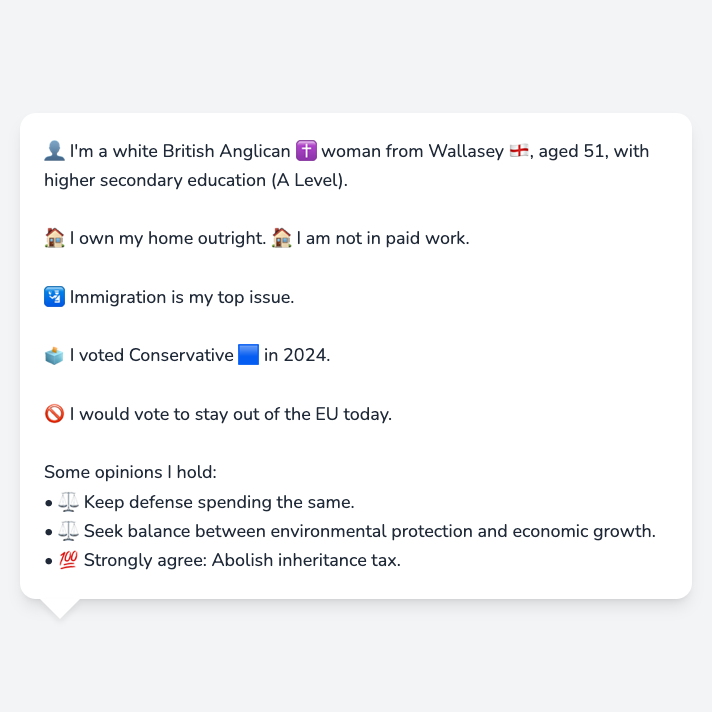 👤 I'm a white British Anglican ✝️ woman from Wallasey 🏴󠁧󠁢󠁥󠁮󠁧󠁿, aged 51, with
higher secondary education (A Level).
🏠 I own my home outright. 🏠 I am not in paid work.
🛂 Immigration is my top issue.
🗳️ I voted Conservative 🟦 in 2024.
🚫 I would vote to stay out of the EU today.
Some opinions I hold:
• ⚖️ Keep defense spending the same.
• ⚖️ Seek balance between environmental protection and economic growth.
• 💯 Strongly agree: Abolish inheritance tax.